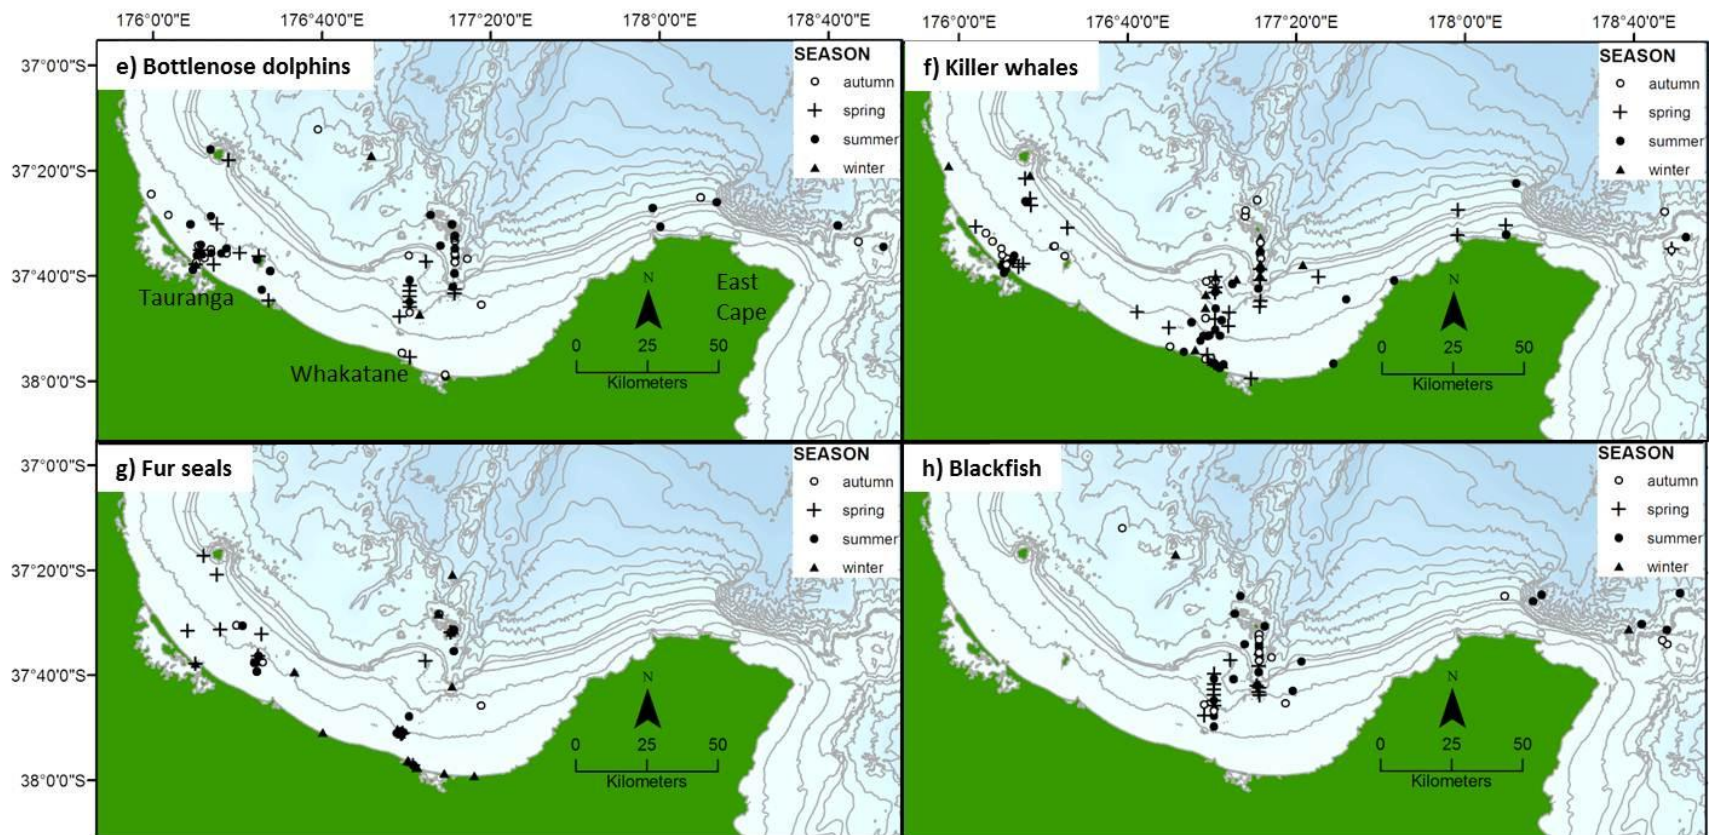 176°0'0"E 176°40'0"E 177°20'0"E 178°0'0"E 178°40'0"E 176°0'0"E 176°40'0"E 177°20'0"E 178°0'0"E 178°40'0"E
37°0'0"S
37°20'0"S
37°40'0"S
38°0'0"S
e) Bottlenose dolphins
SEASON
autumn
spring
summer
winter
Tauranga
Whakatane
East
Cape
N
0 25 50
Kilometers
f) Killer whales
SEASON
autumn
spring
summer
winter
N
0 25 50
Kilometers
37°0'0"S
37°20'0"S
37°40'0"S
38°0'0"S
g) Fur seals
SEASON
autumn
spring
summer
winter
N
0 25 50
Kilometers
h) Blackfish
SEASON
autumn
spring
summer
winter
N
0 25 50
Kilometers